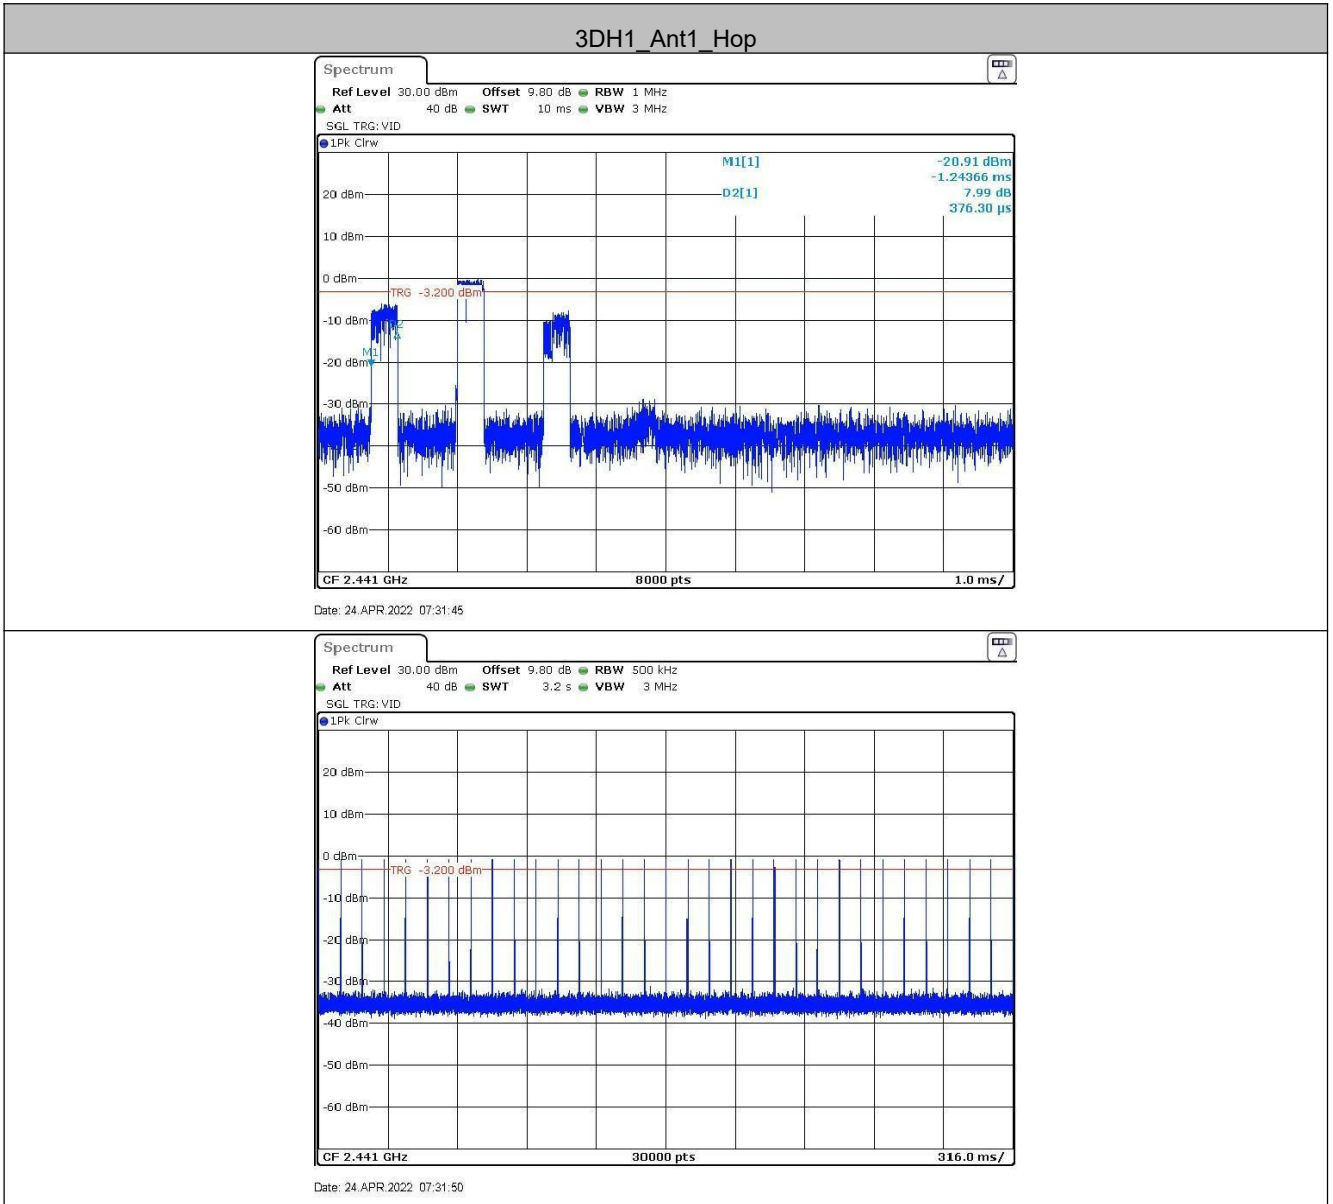 3DH1_Ant1_Hop
Spectrum
Ref Level 30.00 dBm Offset 9.80 dB RBW 1 MHz
Att 40 dB SWT 10 ms VBW 3 MHz
SGL TRG: VID
1Pk Clrw
M1[1] -20.91 dBm
-1.24366 ms
20 dBm D2[1] 7.99 dB
376.30 µs
10 dBm
0 dBm
TRG -3.200 dBm
-10 dBm
M1
-20 dBm
-30 dBm
-50 dBm
-60 dBm
CF 2.441 GHz 8000 pts 1.0 ms/
Date: 24.APR.2022 07:31:45
Spectrum
Ref Level 30.00 dBm Offset 9.80 dB RBW 500 kHz
Att 40 dB SWT 3.2 s VBW 3 MHz
SGL TRG: VID
1Pk Clrw
20 dBm
10 dBm
0 dBm
TRG -3.200 dBm
-10 dBm
-20 dBm
-30 dBm
-40 dBm
-50 dBm
-60 dBm
CF 2.441 GHz 30000 pts 316.0 ms/
Date: 24.APR.2022 07:31:50